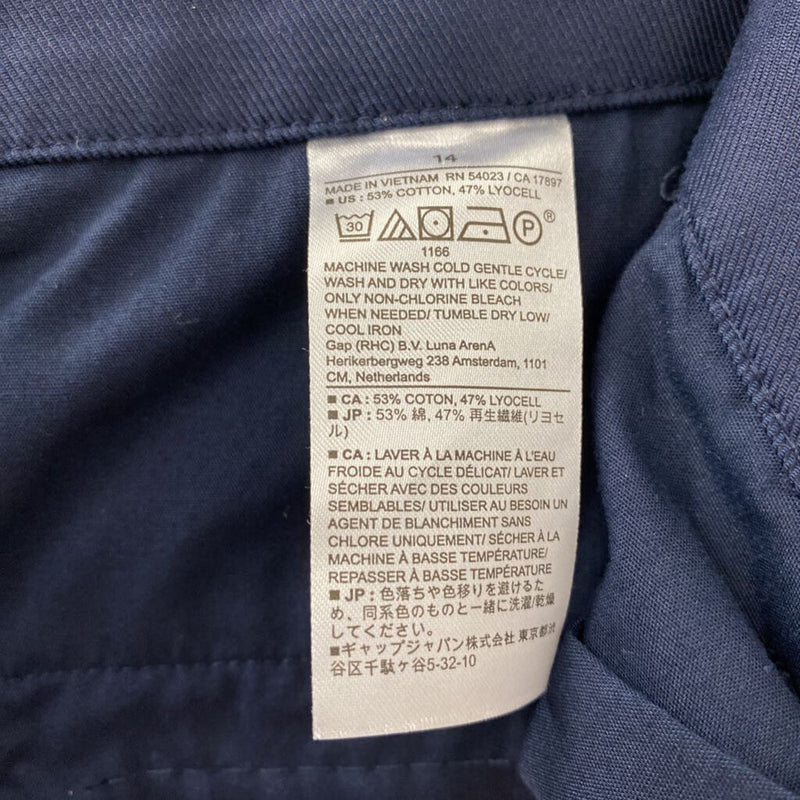 14
MADE IN VIETNAM RN 54023 / CA 17897
■ US : 53% COTTON, 47% LYOCELL
30 P ®
1166
MACHINE WASH COLD GENTLE CYCLE/
WASH AND DRY WITH LIKE COLORS/
ONLY NON-CHLORINE BLEACH
WHEN NEEDED/ TUMBLE DRY LOW/
COOL IRON
Gap (RHC) B.V. Luna ArenA
Herikerbergweg 238 Amsterdam, 1101
CM, Netherlands
■ CA : 53% COTON, 47% LYOCELL
■ JP : 53% 綿, 47% 再生繊維(リヨセ
ル)
■ CA : LAVER À LA MACHINE À L'EAU
FROIDE AU CYCLE DÉLICAT/ LAVER ET
SÉCHER AVEC DES COULEURS
SEMBLABLES/ UTILISER AU BESOIN UN
AGENT DE BLANCHIMENT SANS
CHLORE UNIQUEMENT/ SÉCHER À LA
MACHINE À BASSE TEMPÉRATURE/
REPASSER À BASSE TEMPÉRATURE
■ JP : 色落ちや色移りを避けるた
め、同系色のものと一緒に洗濯/乾燥
してください。
■ギャップジャパン株式会社 東京都渋
谷区千駄ケ谷5-32-10